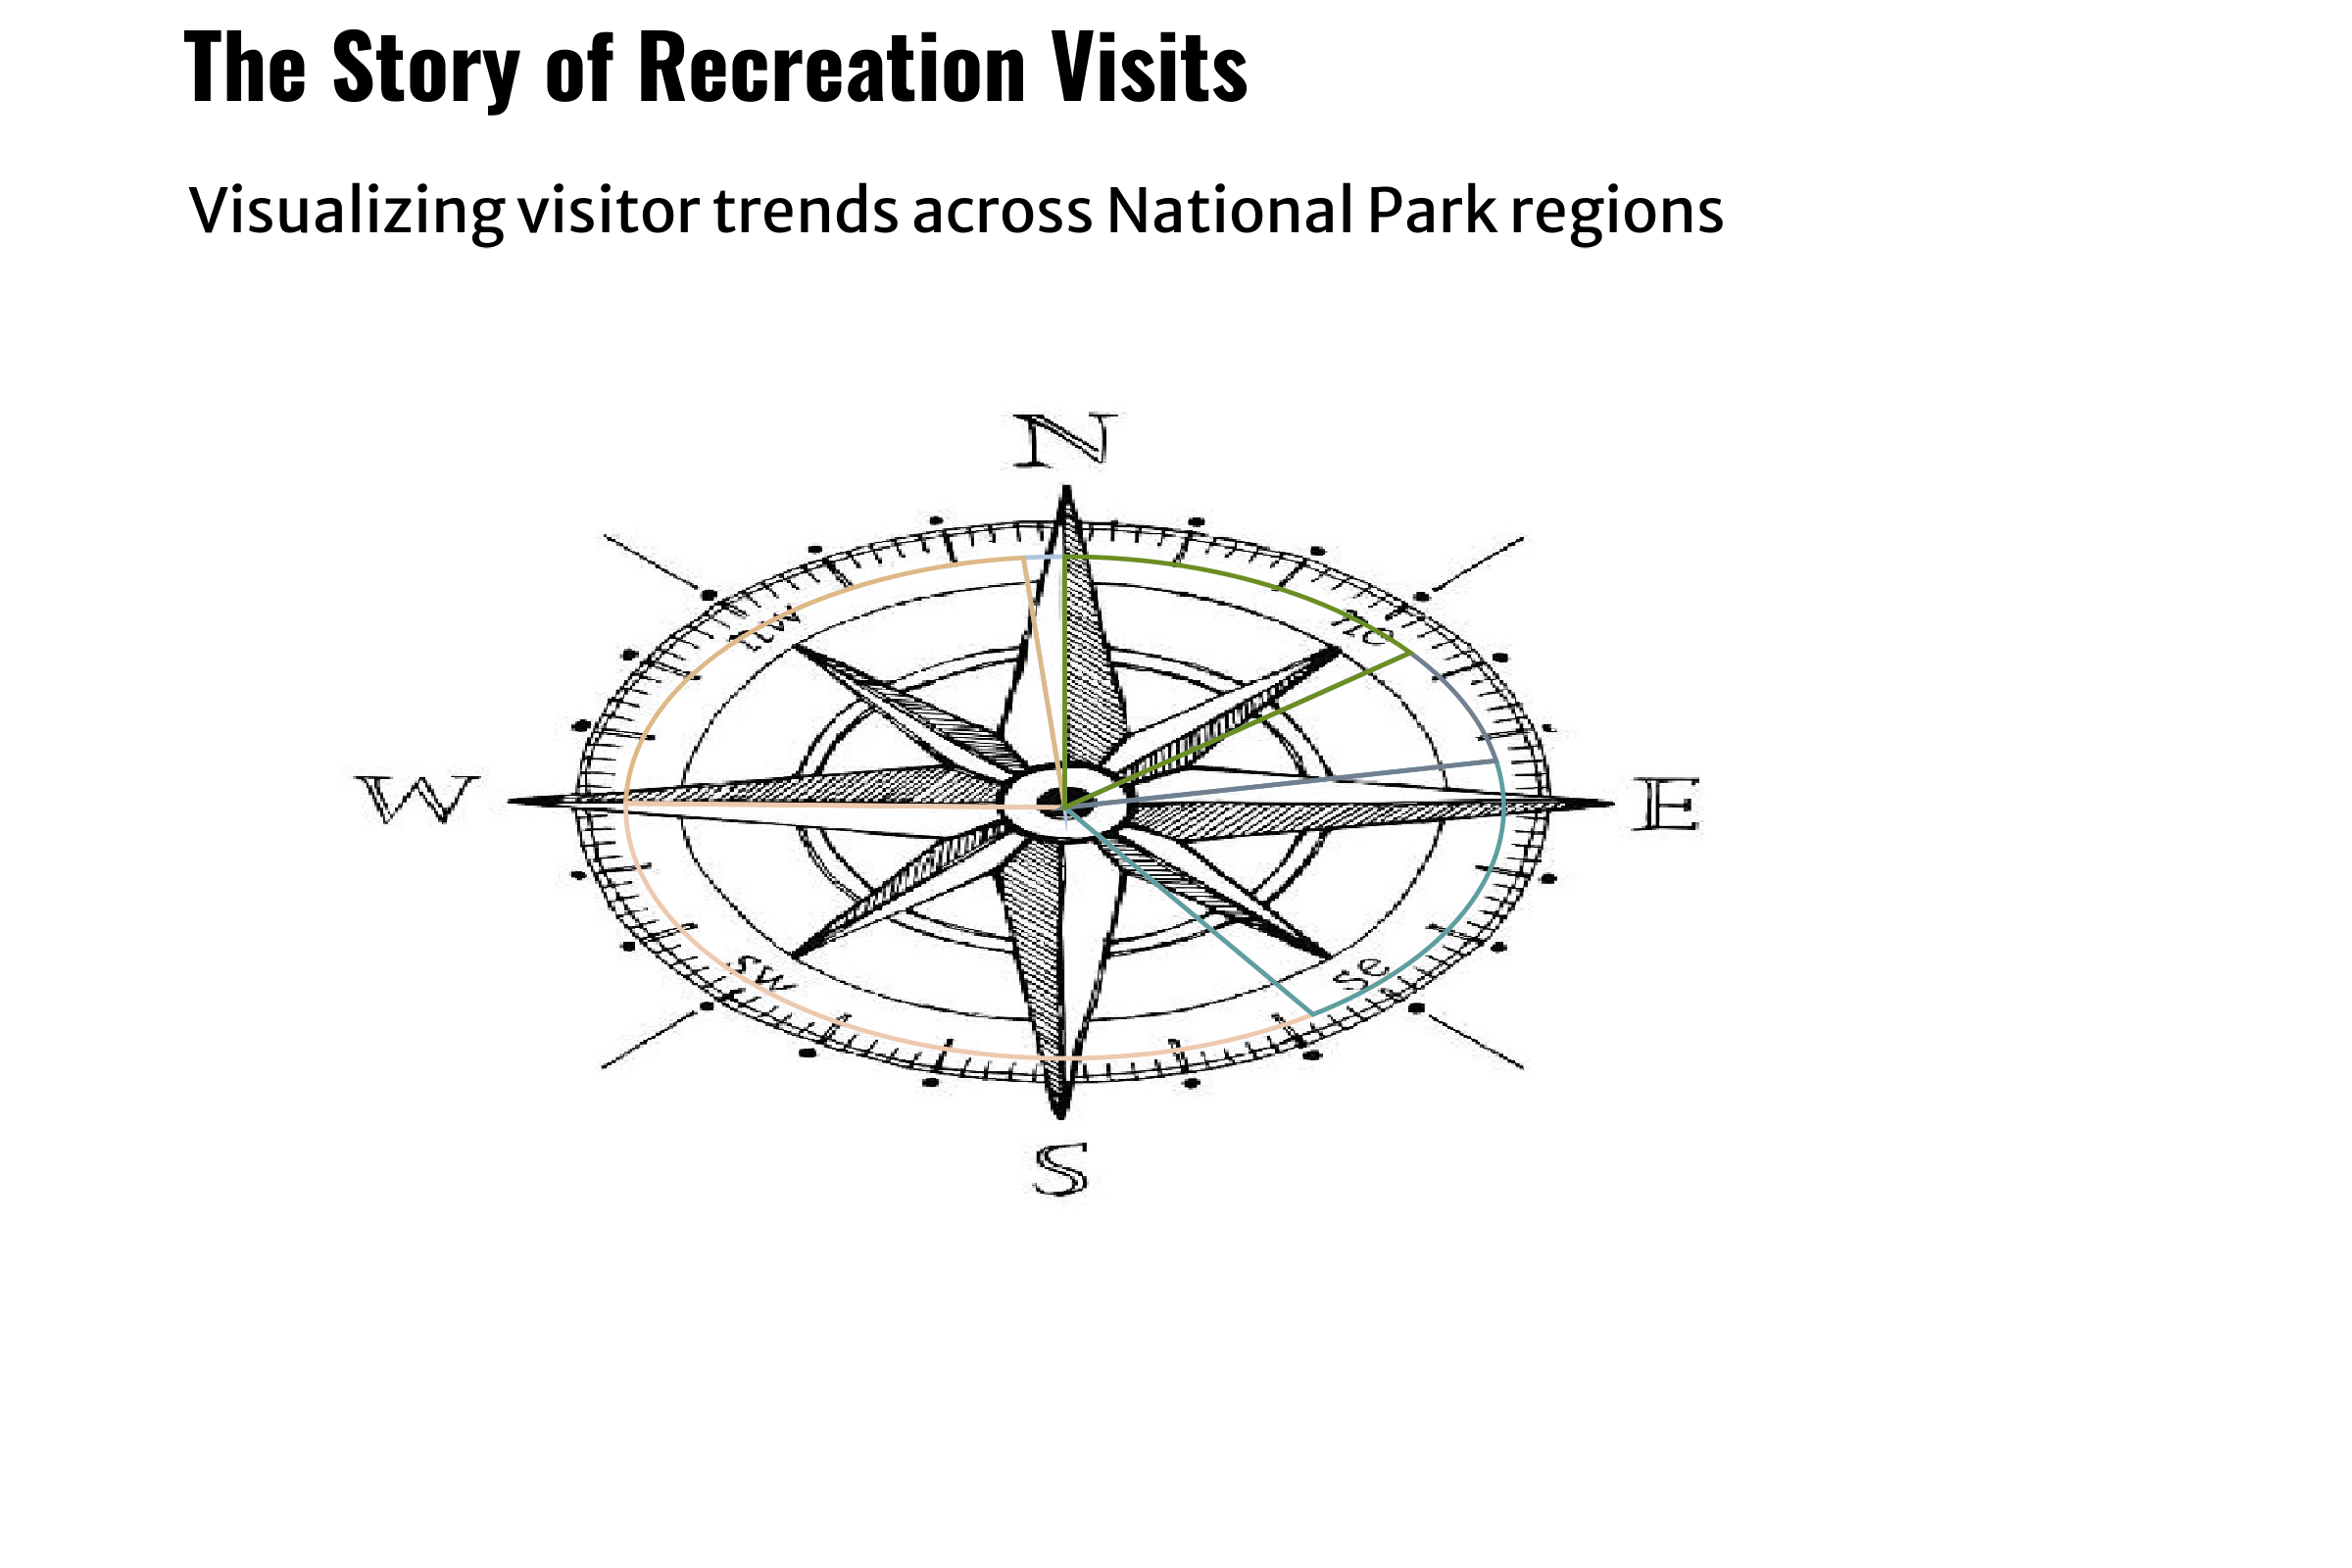 The Story of Recreation Visits
Visualizing visitor trends across National Park regions
N
nw
ne
W
E
sw
se
S